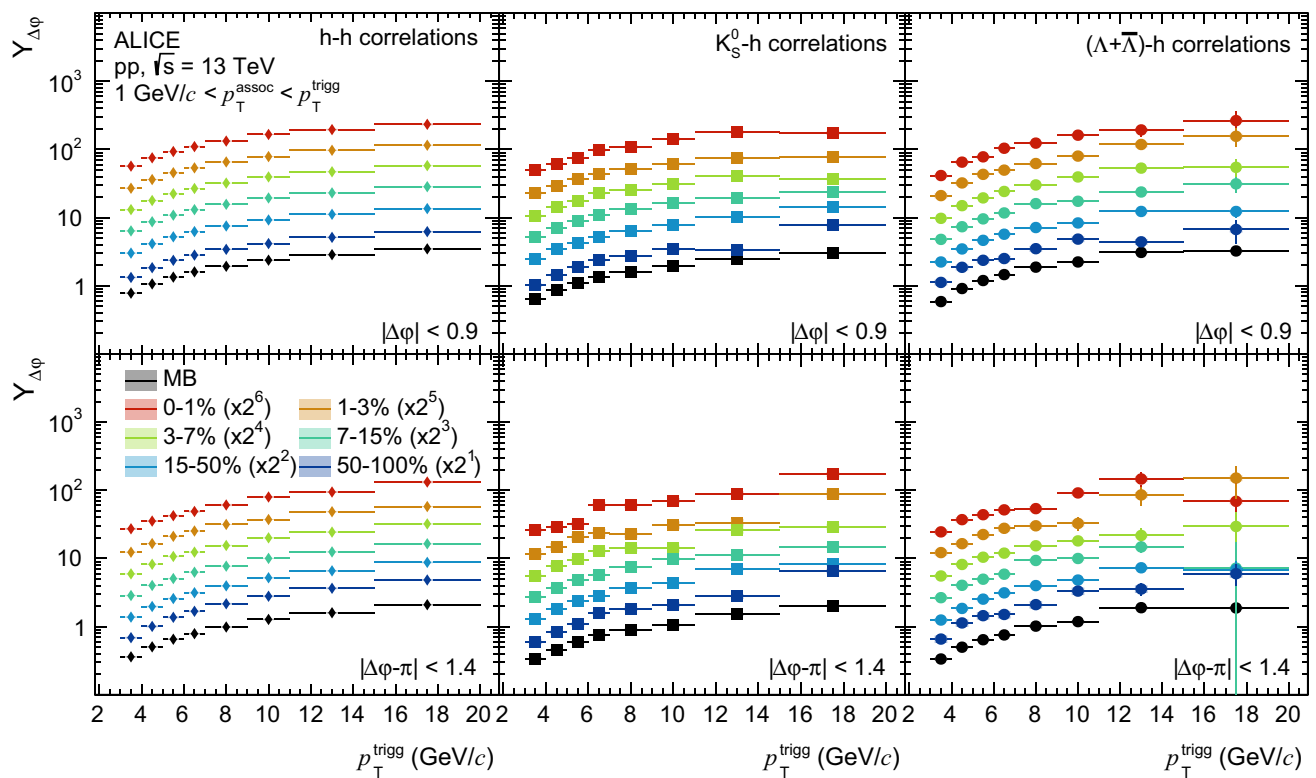 Y_Δφ
ALICE
pp, √s = 13 TeV
1 GeV/c < p_T^assoc < p_T^trigg
h-h correlations
K_S^0-h correlations
(Λ+Λ̅)-h correlations
10^3
10^2
10
1
|Δφ| < 0.9
|Δφ| < 0.9
|Δφ| < 0.9
Y_Δφ
MB
0-1% (x2^6)
1-3% (x2^5)
3-7% (x2^4)
7-15% (x2^3)
15-50% (x2^2)
50-100% (x2^1)
10^3
10^2
10
1
|Δφ-π| < 1.4
|Δφ-π| < 1.4
|Δφ-π| < 1.4
2 4 6 8 10 12 14 16 18 20
2 4 6 8 10 12 14 16 18 20
2 4 6 8 10 12 14 16 18 20
p_T^trigg (GeV/c)
p_T^trigg (GeV/c)
p_T^trigg (GeV/c)